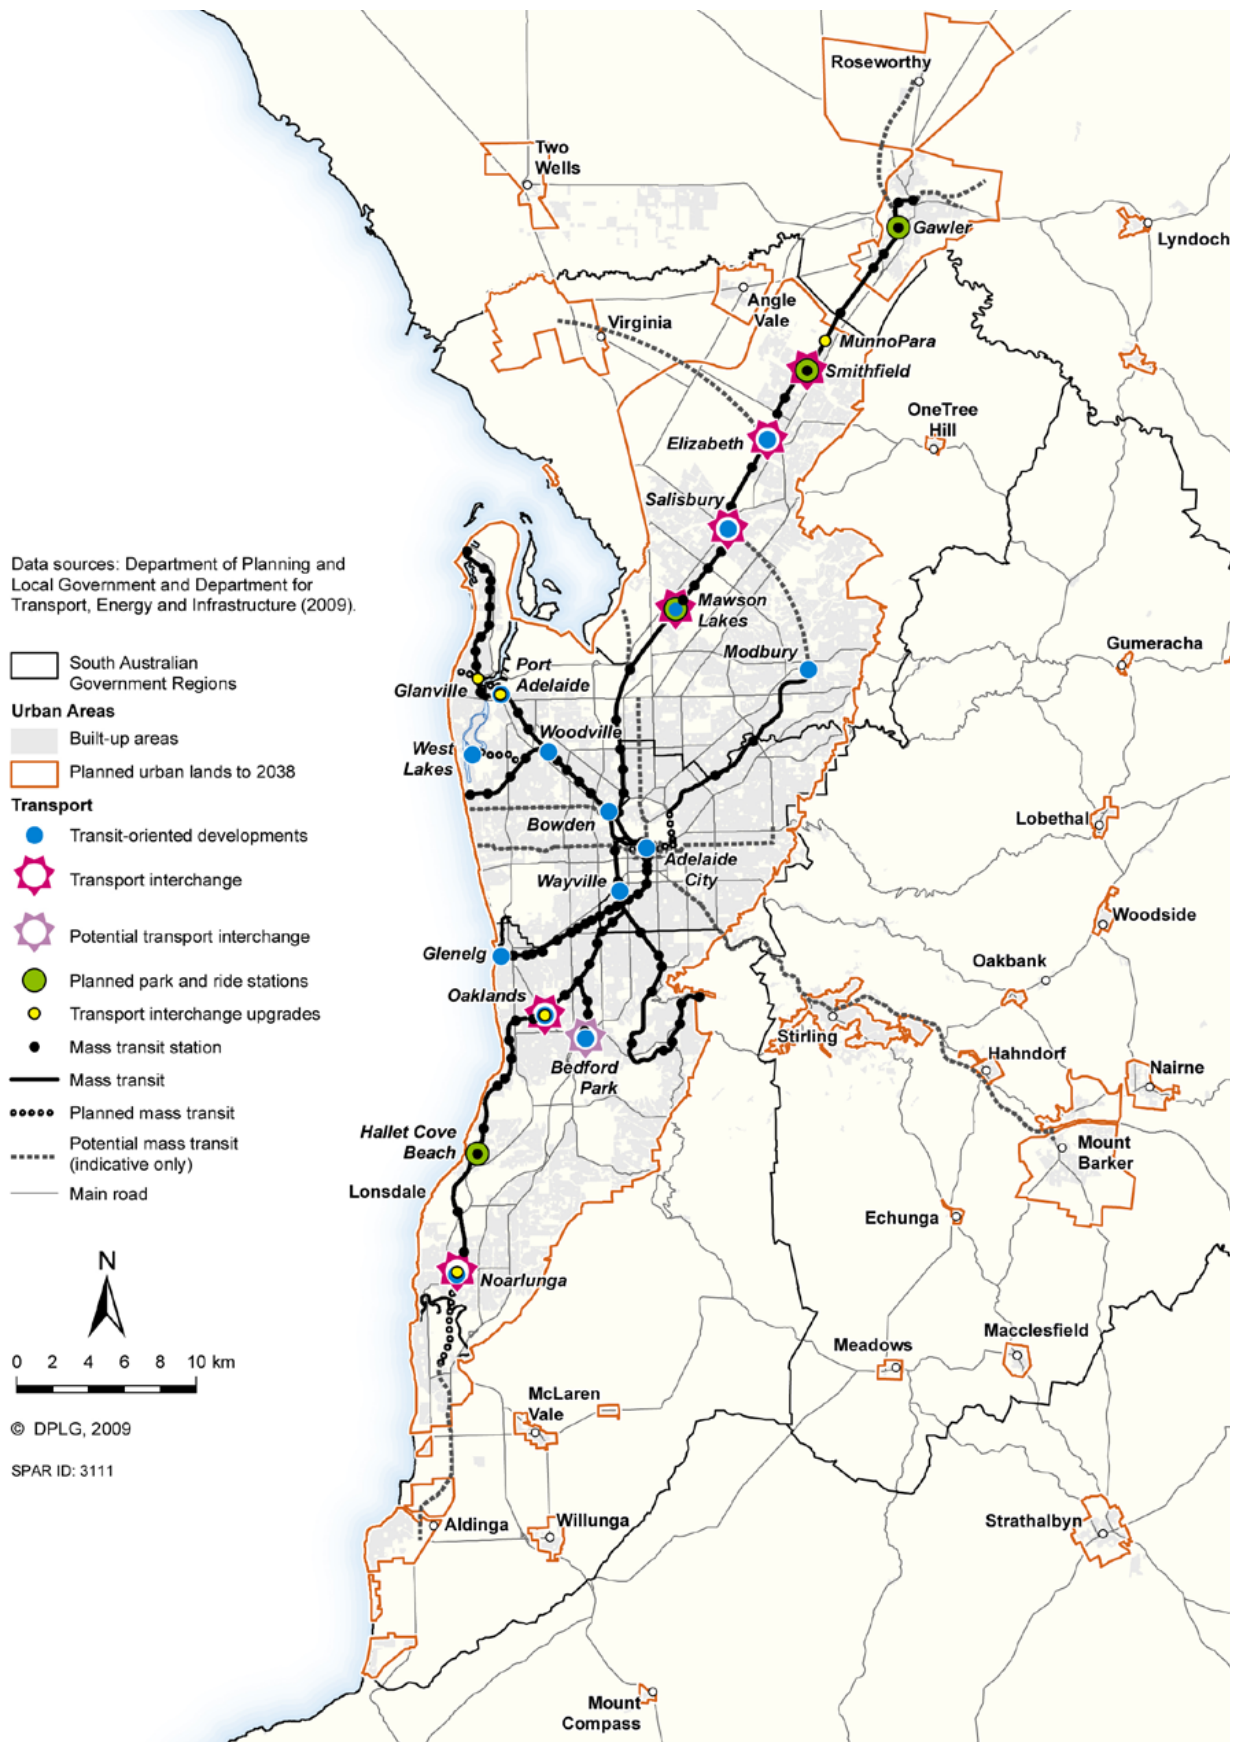 Roseworthy
Two
Wells
Gawler
Lyndoch
Angle
Vale
Virginia
MunnoPara
Smithfield
OneTree
Hill
Elizabeth
Salisbury
Mawson
Lakes
Modbury
Gumeracha
Port
Adelaide
Glanville
Woodville
West
Lakes
Bowden
Lobethal
Adelaide
City
Wayville
Woodside
Glenelg
Oakbank
Oaklands
Stirling
Hahndorf
Nairne
Bedford
Park
Hallet Cove
Beach
Mount
Barker
Lonsdale
Echunga
Noarlunga
Meadows
Macclesfield
McLaren
Vale
Aldinga
Willunga
Strathalbyn
Mount
Compass
Data sources: Department of Planning and
Local Government and Department for
Transport, Energy and Infrastructure (2009).
South Australian
Government Regions
Urban Areas
Built-up areas
Planned urban lands to 2038
Transport
Transit-oriented developments
Transport interchange
Potential transport interchange
Planned park and ride stations
Transport interchange upgrades
Mass transit station
Mass transit
Planned mass transit
Potential mass transit
(indicative only)
Main road
N
0 2 4 6 8 10 km
© DPLG, 2009
SPAR ID: 3111